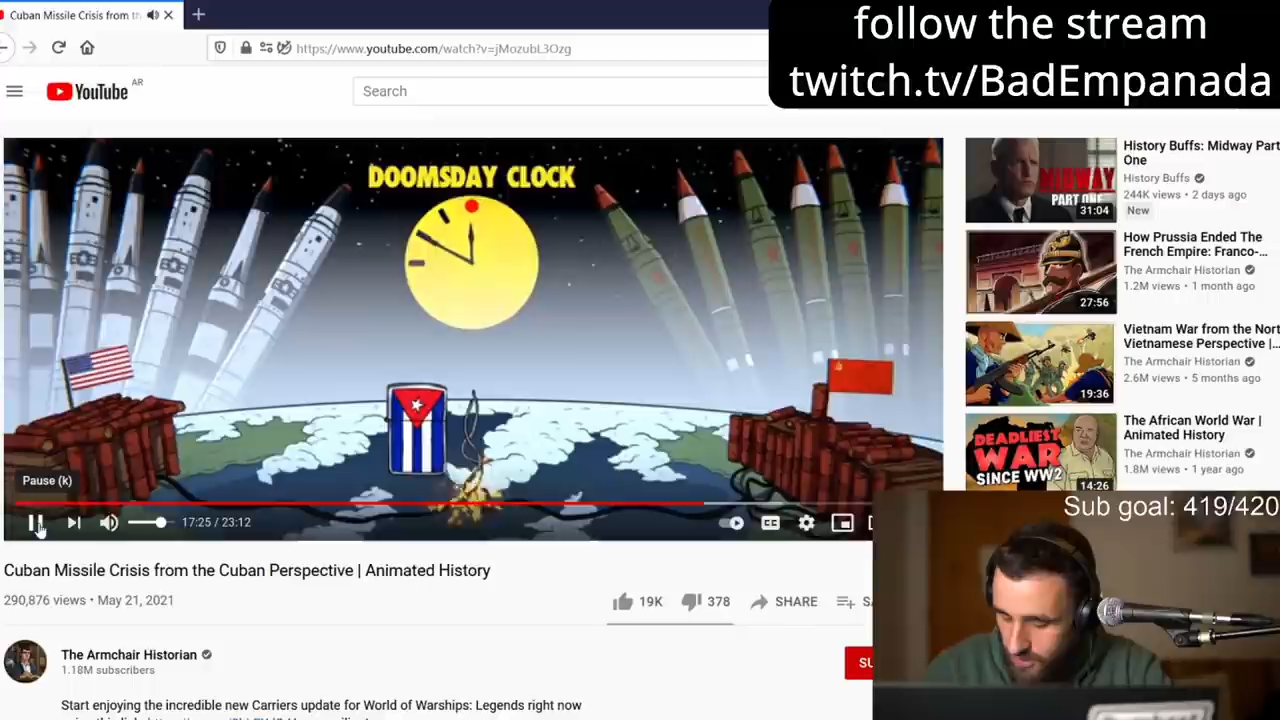 Cuban Missile Crisis from th
follow the stream
twitch.tv/BadEmpanada
https://www.youtube.com/watch?v=jMozubL3Ozg
YouTube AR
Search
DOOMSDAY CLOCK
Pause (k)
17:25 / 23:12
CC
Cuban Missile Crisis from the Cuban Perspective | Animated History
290,876 views • May 21, 2021
19K
378
SHARE
The Armchair Historian
1.18M subscribers
SU
Start enjoying the incredible new Carriers update for World of Warships: Legends right now
MIDWAY
PART ONE
31:04
History Buffs: Midway Part
One
History Buffs
244K views • 2 days ago
New
27:56
How Prussia Ended The
French Empire: Franco-...
The Armchair Historian
1.2M views • 1 month ago
19:36
Vietnam War from the Nort
Vietnamese Perspective |...
The Armchair Historian
2.6M views • 5 months ago
DEADLIEST
WAR
SINCE WW2
14:26
The African World War |
Animated History
The Armchair Historian
1.8M views • 1 year ago
Sub goal: 419/420